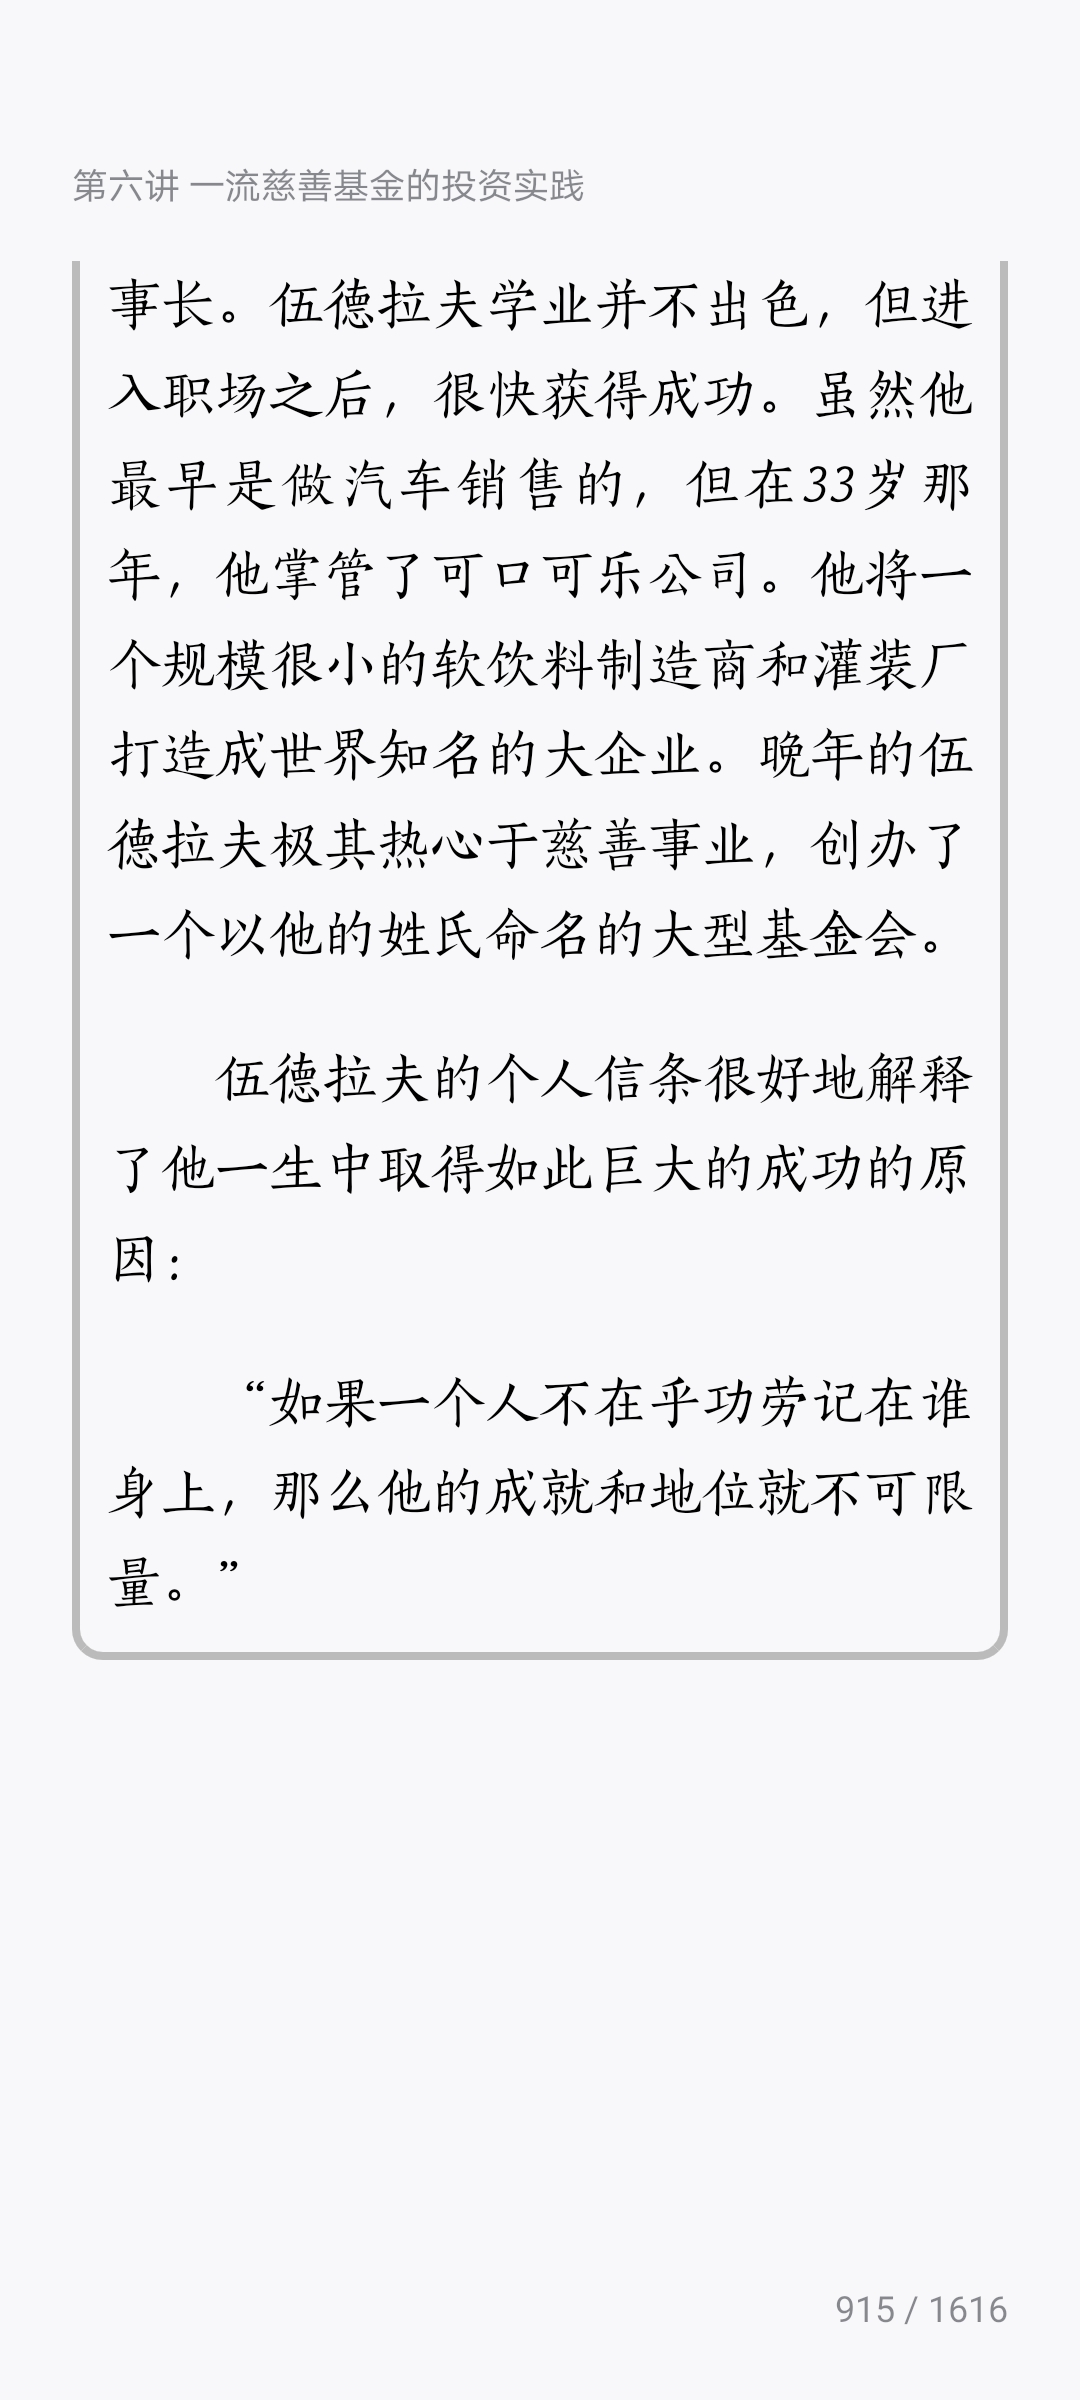 第六讲 一流慈善基金的投资实践
事长。伍德拉夫学业并不出色，但进
入职场之后，很快获得成功。虽然他
最早是做汽车销售的，但在33岁那
年，他掌管了可口可乐公司。他将一
个规模很小的软饮料制造商和灌装厂
打造成世界知名的大企业。晚年的伍
德拉夫极其热心于慈善事业，创办了
一个以他的姓氏命名的大型基金会。
伍德拉夫的个人信条很好地解释
了他一生中取得如此巨大的成功的原
因：
“如果一个人不在乎功劳记在谁
身上，那么他的成就和地位就不可限
量。”
915 / 1616